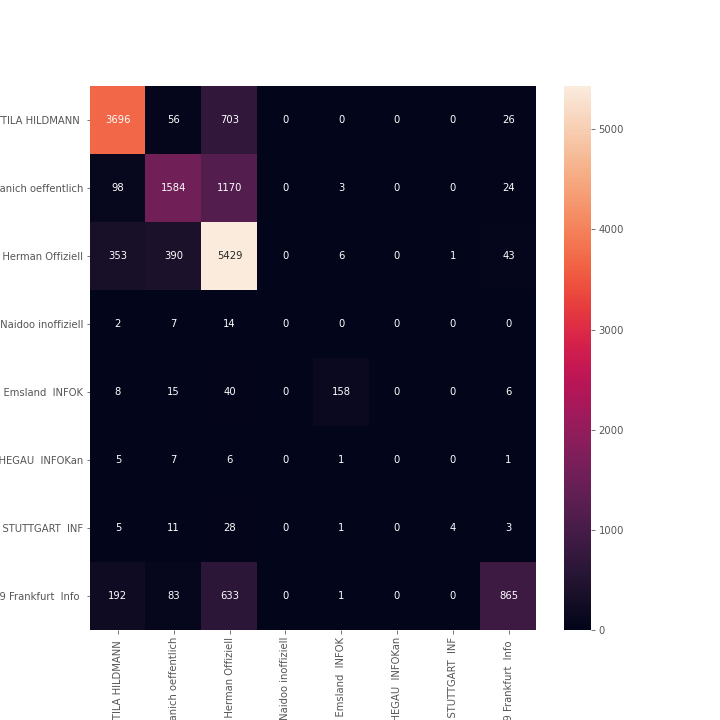 TILA HILDMANN 3696 56 703 0 0 0 0 26
anich oeffentlich 98 1584 1170 0 3 0 0 24
Herman Offiziell 353 390 5429 0 6 0 1 43
Naidoo inoffiziell 2 7 14 0 0 0 0 0
Emsland INFOK 8 15 40 0 158 0 0 6
HEGAU INFOKan 5 7 6 0 1 0 0 1
STUTTGART INF 5 11 28 0 1 0 4 3
9 Frankfurt Info 192 83 633 0 1 0 0 865
TILA HILDMANN
anich oeffentlich
Herman Offiziell
Naidoo inoffiziell
Emsland INFOK
HEGAU INFOKan
STUTTGART INF
9 Frankfurt Info
5000
4000
3000
2000
1000
0